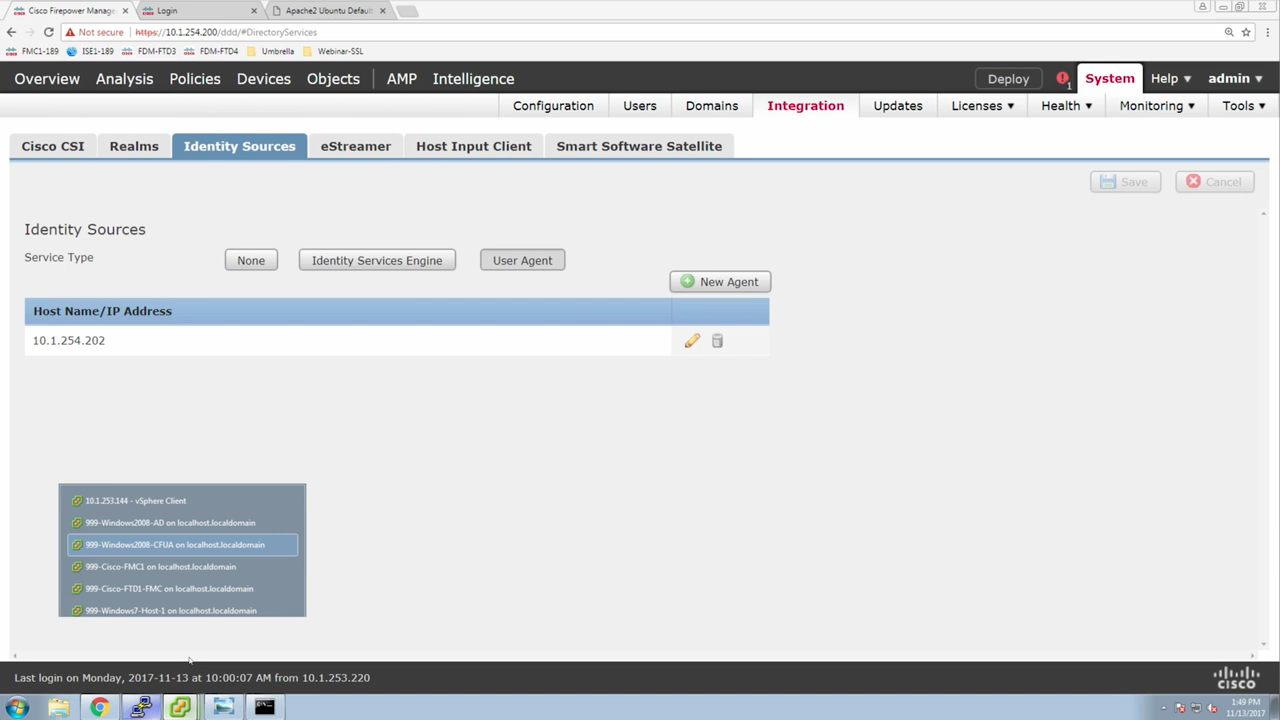 Cisco Firepower Manage
Login
Apache2 Ubuntu Default
Not secure
https://10.1.254.200/ddd/#DirectoryServices
FMC1-189
ISE1-189
FDM-FTD3
FDM-FTD4
Umbrella
Webinar-SSL
Overview
Analysis
Policies
Devices
Objects
AMP
Intelligence
Deploy
1
System
Help
admin
Configuration
Users
Domains
Integration
Updates
Licenses
Health
Monitoring
Tools
Cisco CSI
Realms
Identity Sources
eStreamer
Host Input Client
Smart Software Satellite
Save
Cancel
Identity Sources
Service Type
None
Identity Services Engine
User Agent
New Agent
Host Name/IP Address
10.1.254.202
10.1.253.144 - vSphere Client
999-Windows2008-AD on localhost.localdomain
999-Windows2008-CFUA on localhost.localdomain
999-Cisco-FMC1 on localhost.localdomain
999-Cisco-FTD1-FMC on localhost.localdomain
999-Windows7-Host-1 on localhost.localdomain
Last login on Monday, 2017-11-13 at 10:00:07 AM from 10.1.253.220
cisco
1:49 PM
11/13/2017